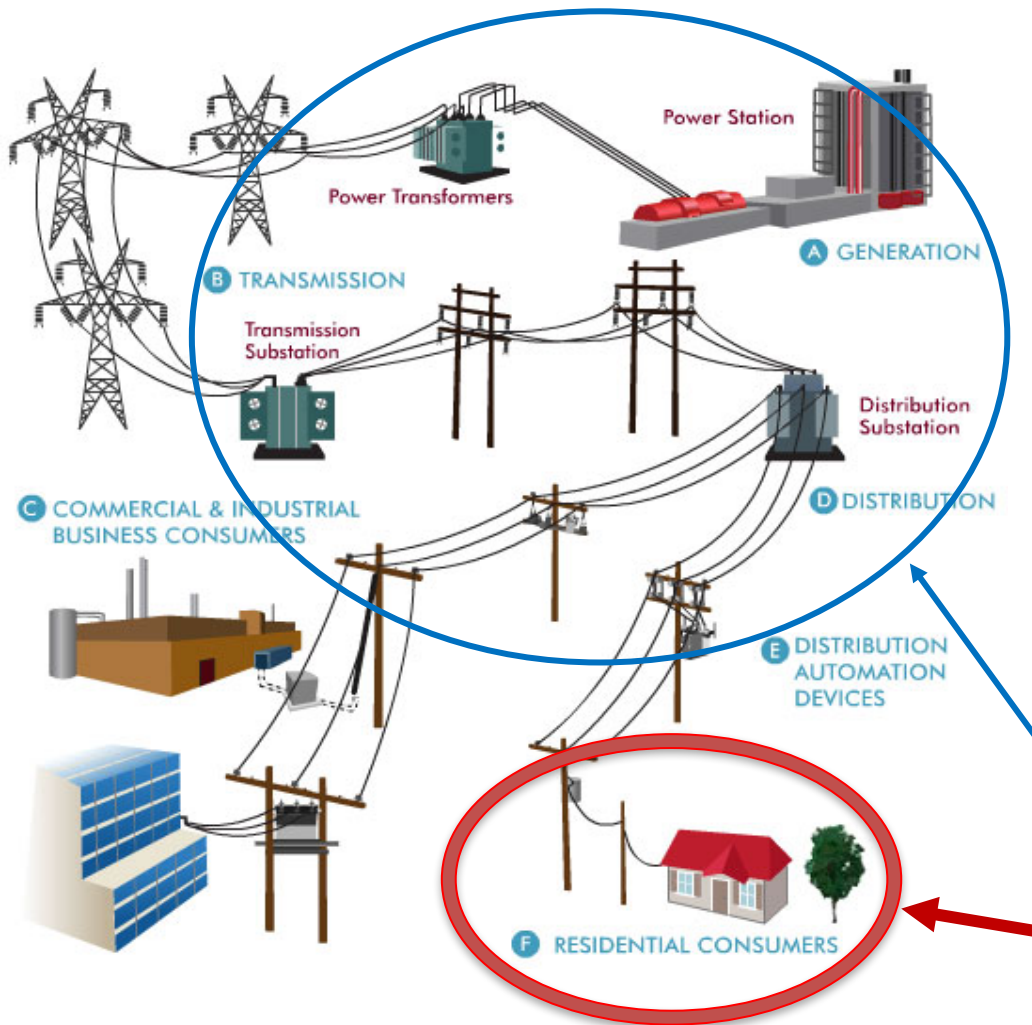 Power Station
Power Transformers
A GENERATION
B TRANSMISSION
Transmission
Substation
Distribution
Substation
C COMMERCIAL & INDUSTRIAL
BUSINESS CONSUMERS
D DISTRIBUTION
E DISTRIBUTION
AUTOMATION
DEVICES
F RESIDENTIAL CONSUMERS